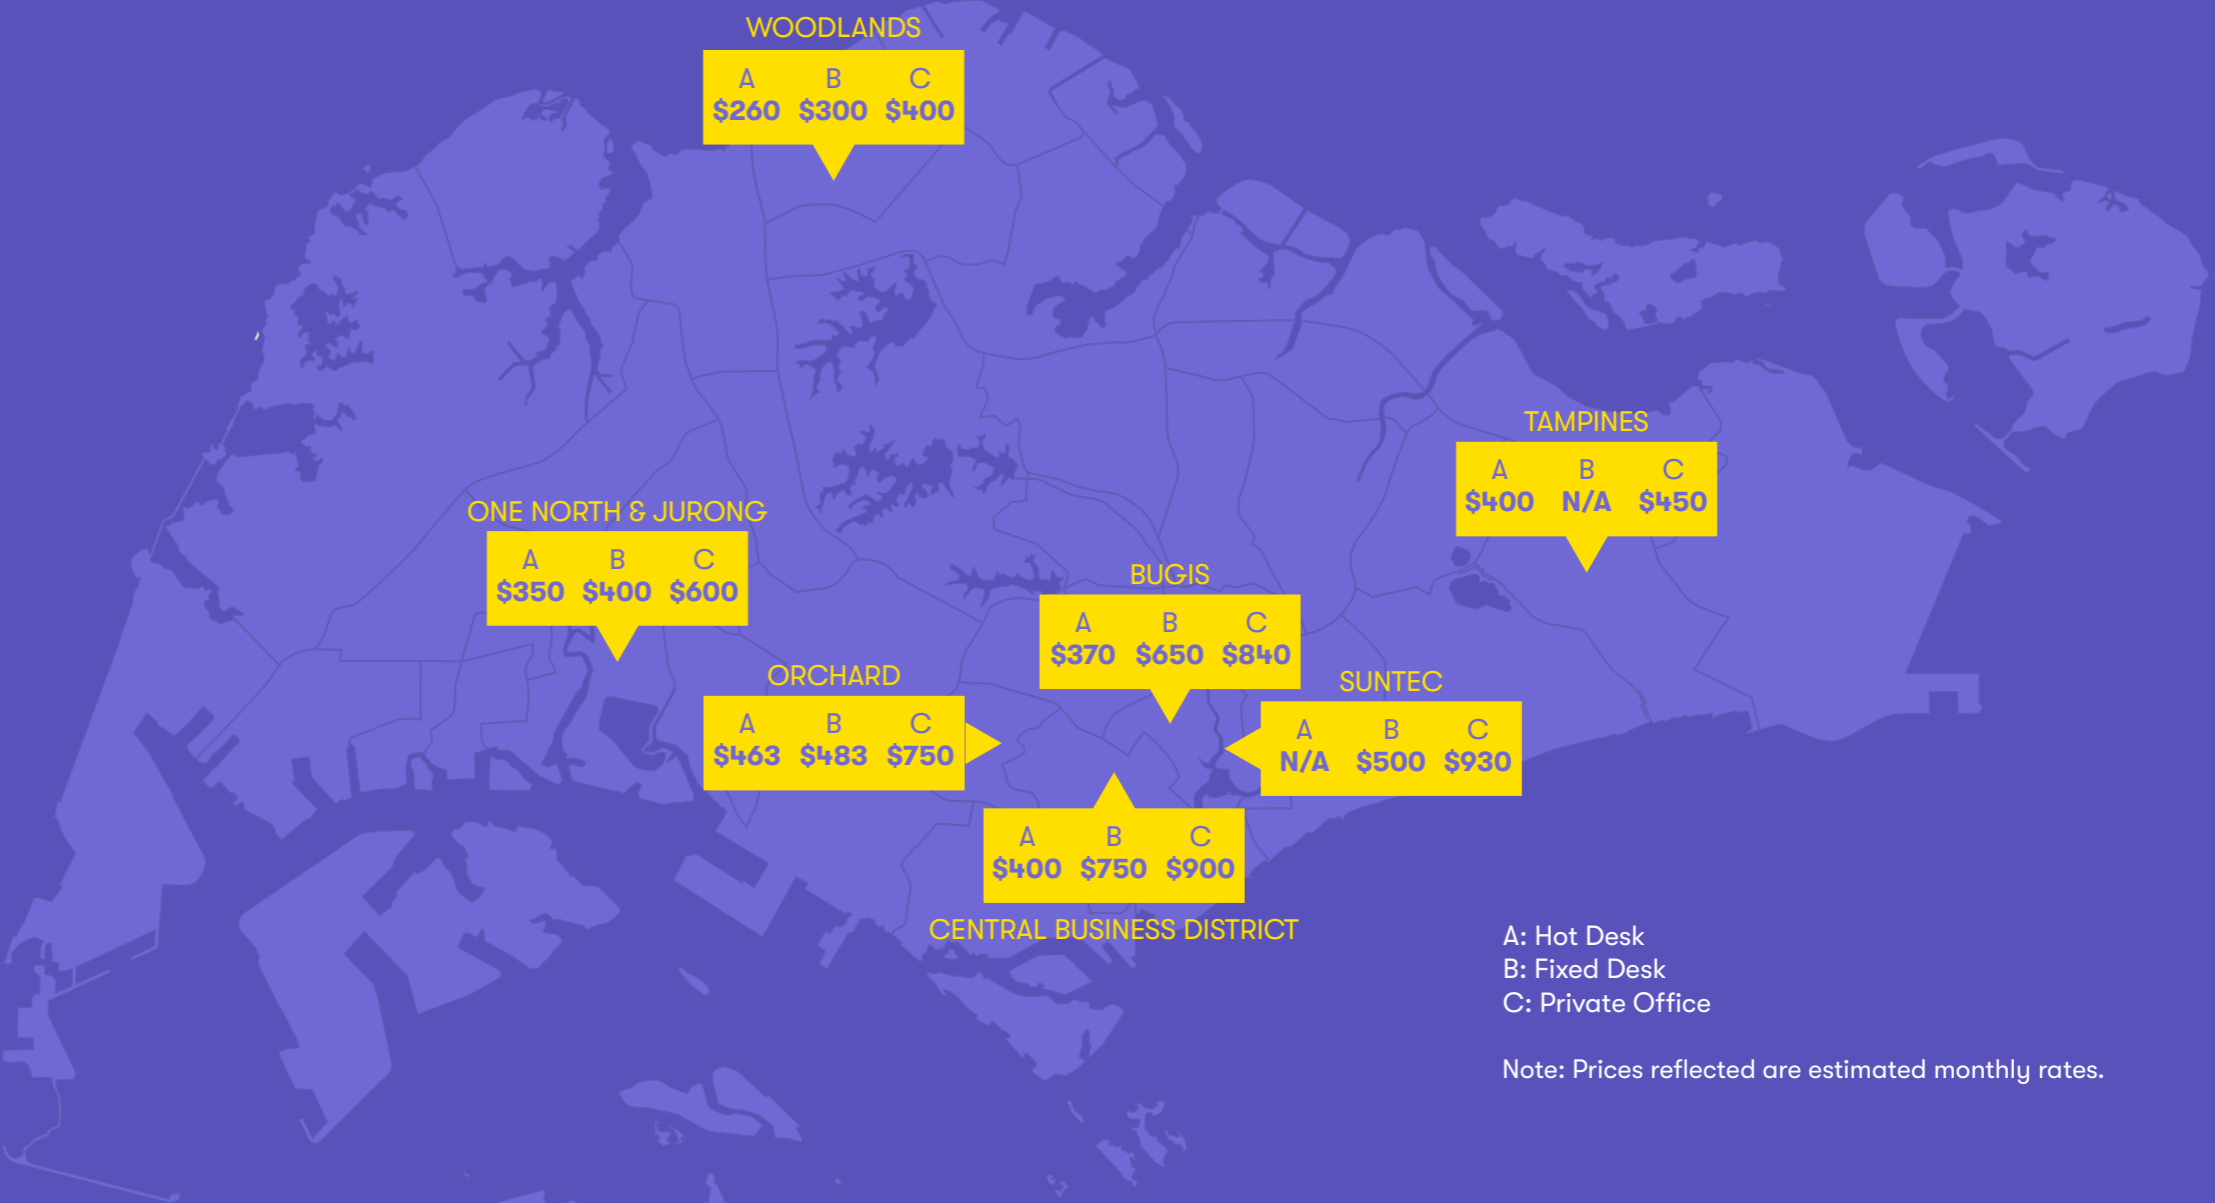 WOODLANDS
A B C
$260 $300 $400
TAMPINES
A B C
$400 N/A $450
ONE NORTH & JURONG
A B C
$350 $400 $600
BUGIS
A B C
$370 $650 $840
ORCHARD
A B C
$463 $483 $750
SUNTEC
A B C
N/A $500 $930
A B C
$400 $750 $900
CENTRAL BUSINESS DISTRICT
A: Hot Desk
B: Fixed Desk
C: Private Office
Note: Prices reflected are estimated monthly rates.